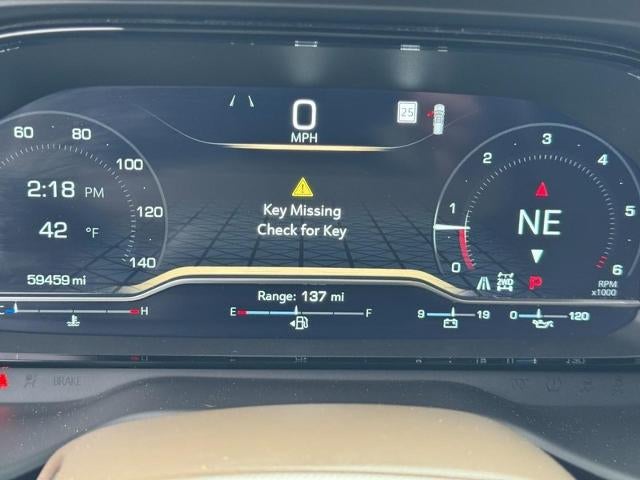 0
MPH
25
60 80
100
120
140
2:18 PM
42 °F
59459 mi
Key Missing
Check for Key
1 2 3 4 5 6
0
NE
2WD
P
RPM
x1000
Range: 137 mi
C H
E F
9 19
0 120
BRAKE